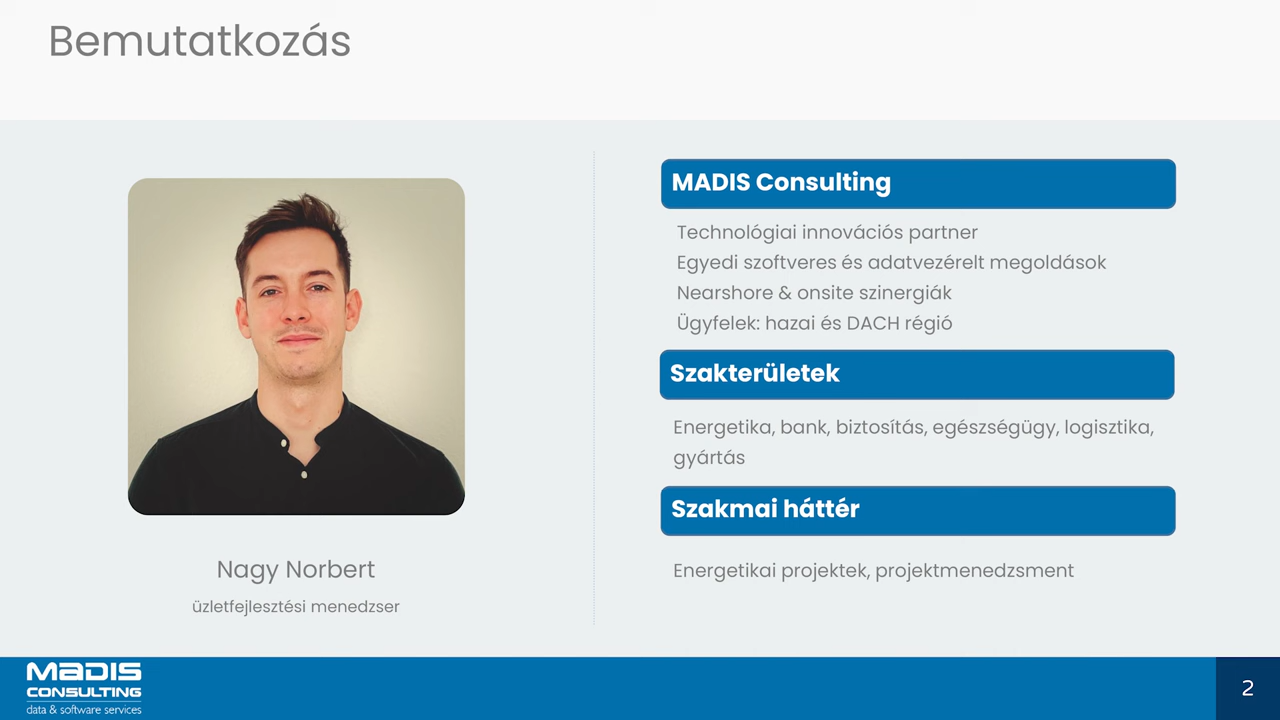 Bemutatkozás
Nagy Norbert
üzletfejlesztési menedzser
MADIS Consulting
Technológiai innovációs partner
Egyedi szoftveres és adatvezérelt megoldások
Nearshore & onsite szinergiák
Ügyfelek: hazai és DACH régió
Szakterületek
Energetika, bank, biztosítás, egészségügy, logisztika,
gyártás
Szakmai háttér
Energetikai projektek, projektmenedzsment
MADIS
CONSULTING
data & software services
2